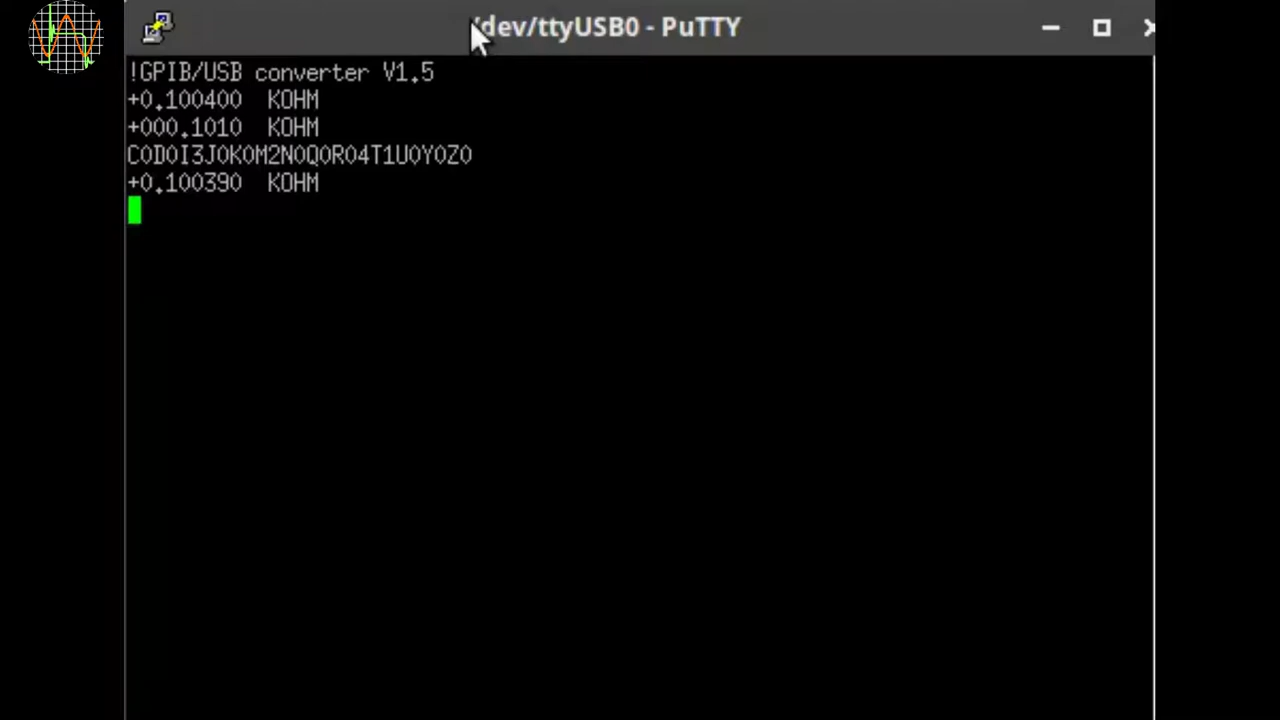 /dev/ttyUSB0 - PuTTY
!GPIB/USB converter V1.5
+0.100400  KOHM
+000.1010  KOHM
C0D0I3J0K0M2N0Q0R04T1U0Y0Z0
+0.100390  KOHM